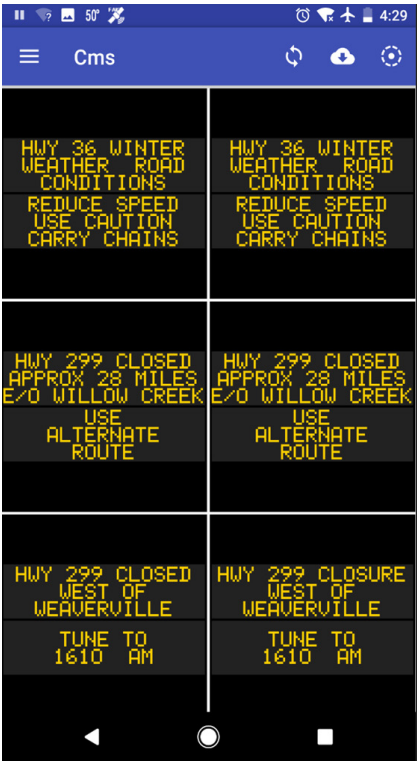 50° 4:29
Cms
HWY 36 WINTER
WEATHER ROAD
CONDITIONS
REDUCE SPEED
USE CAUTION
CARRY CHAINS
HWY 36 WINTER
WEATHER ROAD
CONDITIONS
REDUCE SPEED
USE CAUTION
CARRY CHAINS
HWY 299 CLOSED
APPROX 28 MILES
E/O WILLOW CREEK
USE
ALTERNATE
ROUTE
HWY 299 CLOSED
APPROX 28 MILES
E/O WILLOW CREEK
USE
ALTERNATE
ROUTE
HWY 299 CLOSED
WEST OF
WEAVERVILLE
TUNE TO
1610 AM
HWY 299 CLOSURE
WEST OF
WEAVERVILLE
TUNE TO
1610 AM